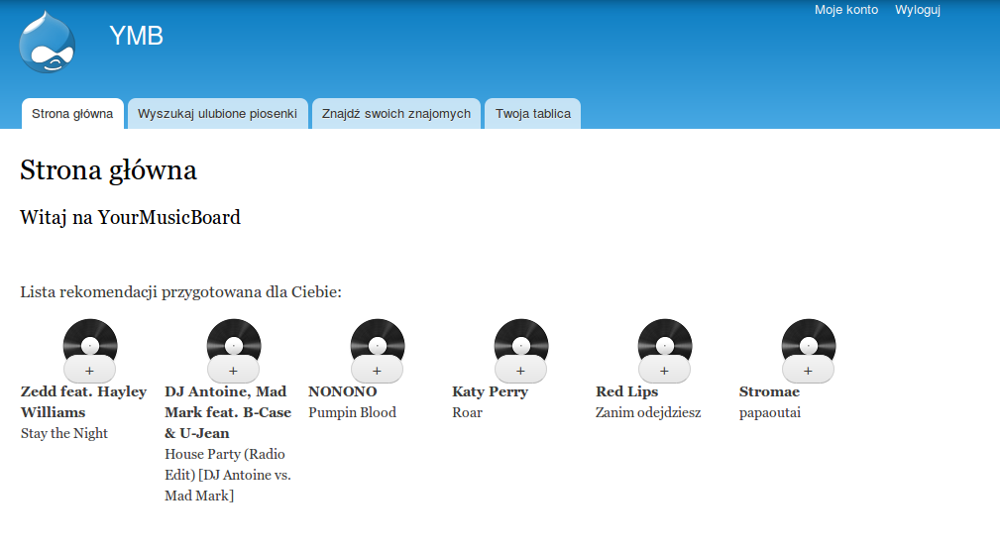 Moje konto Wyloguj
YMB
Strona główna Wyszukaj ulubione piosenki Znajdź swoich znajomych Twoja tablica
Strona główna
Witaj na YourMusicBoard
Lista rekomendacji przygotowana dla Ciebie:
+ + + + + +
Zedd feat. Hayley
Williams
Stay the Night
DJ Antoine, Mad
Mark feat. B-Case
& U-Jean
House Party (Radio
Edit) [DJ Antoine vs.
Mad Mark]
NONONO
Pumpin Blood
Katy Perry
Roar
Red Lips
Zanim odejdziesz
Stromae
papaoutai